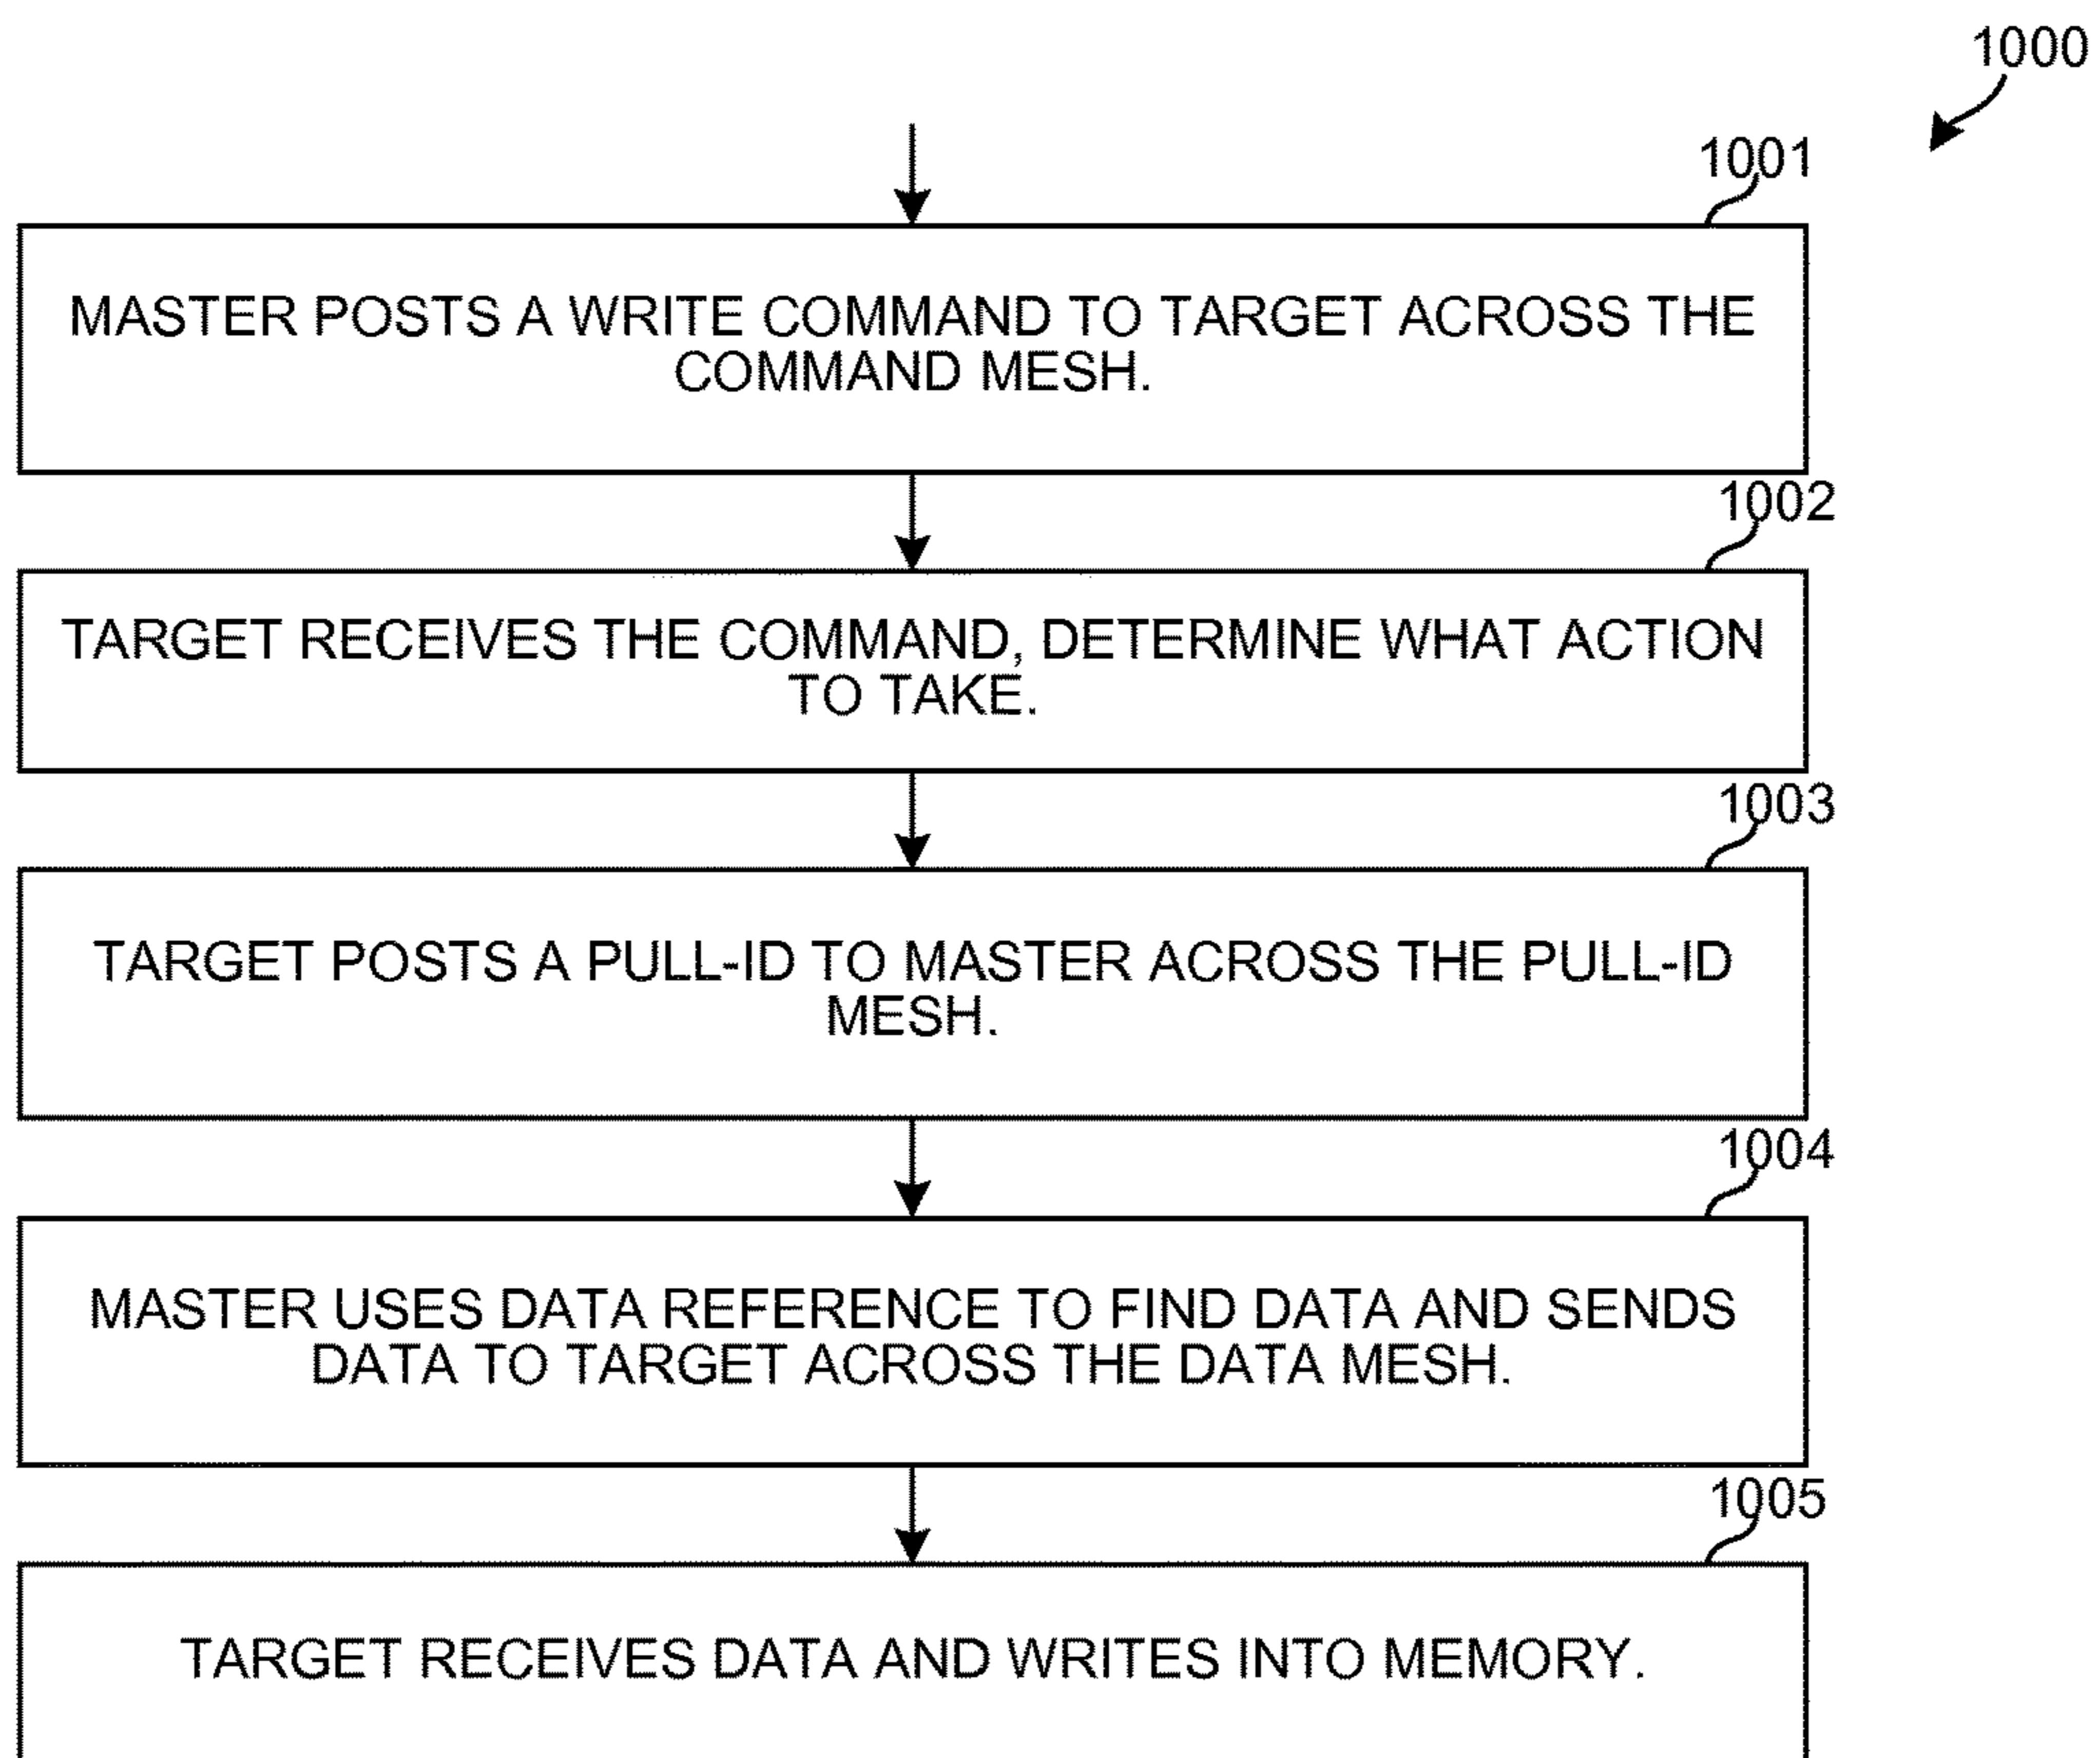 1000
1001
MASTER POSTS A WRITE COMMAND TO TARGET ACROSS THE
COMMAND MESH.
1002
TARGET RECEIVES THE COMMAND, DETERMINE WHAT ACTION
TO TAKE.
1003
TARGET POSTS A PULL-ID TO MASTER ACROSS THE PULL-ID
MESH.
1004
MASTER USES DATA REFERENCE TO FIND DATA AND SENDS
DATA TO TARGET ACROSS THE DATA MESH.
1005
TARGET RECEIVES DATA AND WRITES INTO MEMORY.